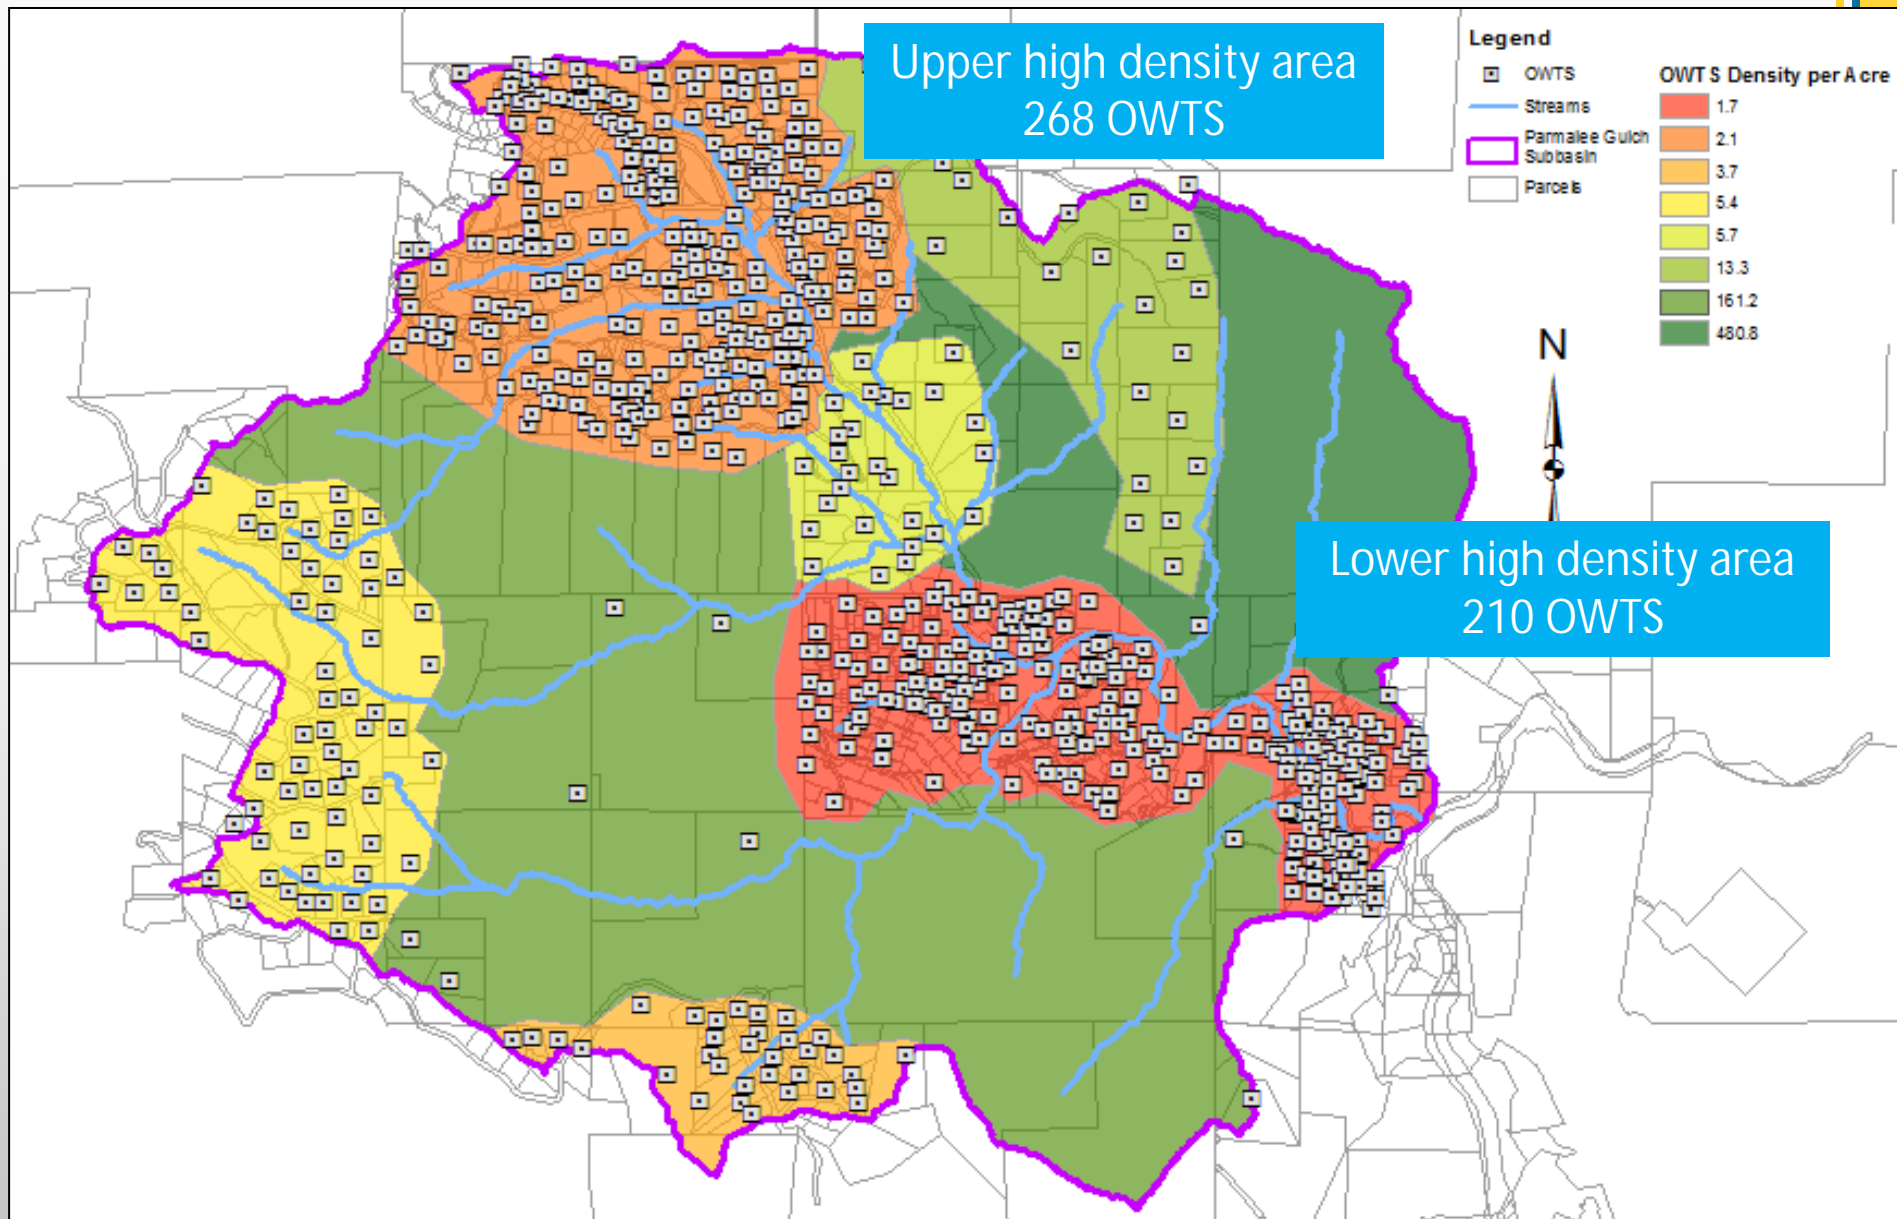 Upper high density area
268 OWTS
Legend
OWTS
Streams
Parmalee Gulch
Subbasin
Parcels
OWTS Density per Acre
1.7
2.1
3.7
5.4
5.7
13.3
161.2
480.8
N
Lower high density area
210 OWTS